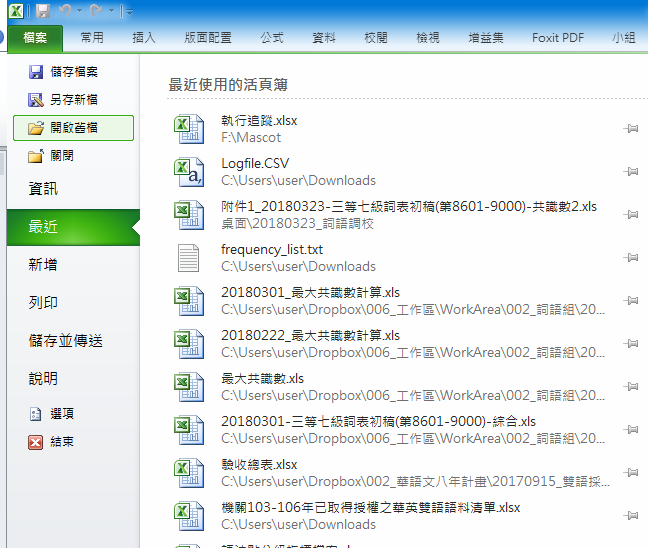 檔案 常用 插入 版面配置 公式 資料 校閱 檢視 增益集 Foxit PDF 小組
儲存檔案
另存新檔
開啟舊檔
關閉
資訊
最近
新增
列印
儲存並傳送
說明
選項
結束
最近使用的活頁簿
執行追蹤.xlsx
F:\Mascot
Logfile.CSV
C:\Users\user\Downloads
附件1_20180323-三等七級詞表初稿(第8601-9000)-共識數2.xls
桌面\20180323_詞語調校
frequency_list.txt
C:\Users\user\Downloads
20180301_最大共識數計算.xls
C:\Users\user\Dropbox\006_工作區\WorkArea\002_詞語組\20...
20180222_最大共識數計算.xls
C:\Users\user\Dropbox\006_工作區\WorkArea\002_詞語組\20...
最大共識數.xls
C:\Users\user\Dropbox\006_工作區\WorkArea\002_詞語組\20...
20180301-三等七級詞表初稿(第8601-9000)-綜合.xls
C:\Users\user\Dropbox\006_工作區\WorkArea\002_詞語組\20...
驗收總表.xlsx
C:\Users\user\Dropbox\002_華語文八年計畫\20170915_雙語採...
機關103-106年已取得授權之華英雙語語料清單.xlsx
C:\Users\user\Downloads